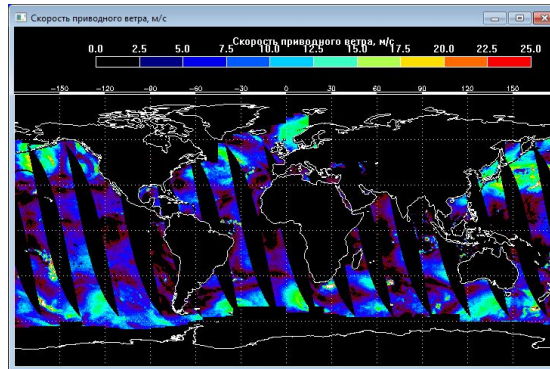 Скорость приводного ветра, м/с
Скорость приводного ветра, м/с
0.0 2.5 5.0 7.5 10.0 12.5 15.0 17.5 20.0 22.5 25.0
−150 −120 −90 −60 −30 0 30 60 90 120 150